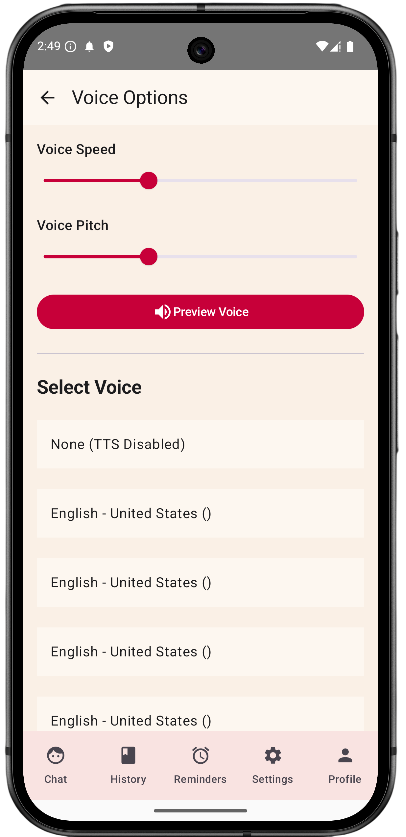 2:49
Voice Options
Voice Speed
Voice Pitch
Preview Voice
Select Voice
None (TTS Disabled)
English - United States ()
English - United States ()
English - United States ()
English - United States ()
Chat History Reminders Settings Profile